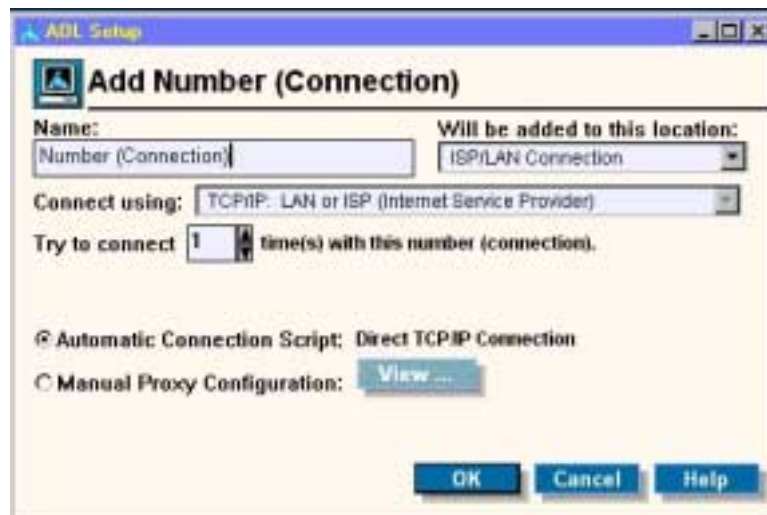 AOL Setup
Add Number (Connection)
Name:
Will be added to this location:
Number (Connection)
ISP/LAN Connection
Connect using: TCP/IP: LAN or ISP (Internet Service Provider)
Try to connect 1 time(s) with this number (connection).
Automatic Connection Script: Direct TCP/IP Connection
Manual Proxy Configuration: View ...
OK Cancel Help